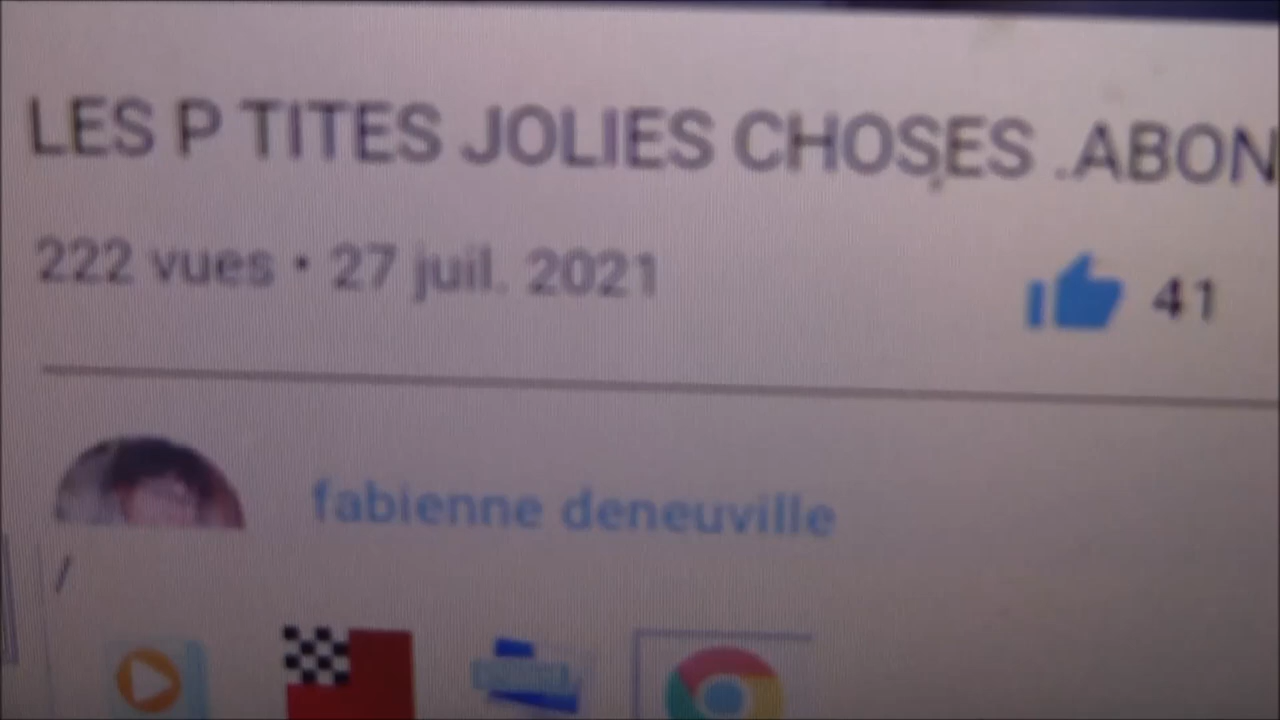 LES P TITES JOLIES CHOSES .ABON
222 vues • 27 juil. 2021
41
fabienne deneuville
/